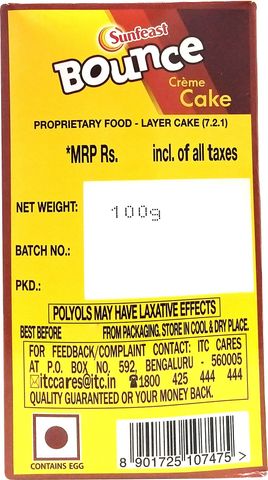 Sunfeast
Bounce
Crème
Cake
PROPRIETARY FOOD - LAYER CAKE (7.2.1)
*MRP Rs. incl. of all taxes
NET WEIGHT: 100g
BATCH NO.:
PKD.:
POLYOLS MAY HAVE LAXATIVE EFFECTS
BEST BEFORE FROM PACKAGING. STORE IN COOL & DRY PLACE.
FOR FEEDBACK/COMPLAINT CONTACT: ITC CARES
AT P.O. BOX NO, 592, BENGALURU - 560005
itccares@itc.in 1800 425 444 444
QUALITY GUARANTEED OR YOUR MONEY BACK.
CONTAINS EGG
8 901725 107475 >